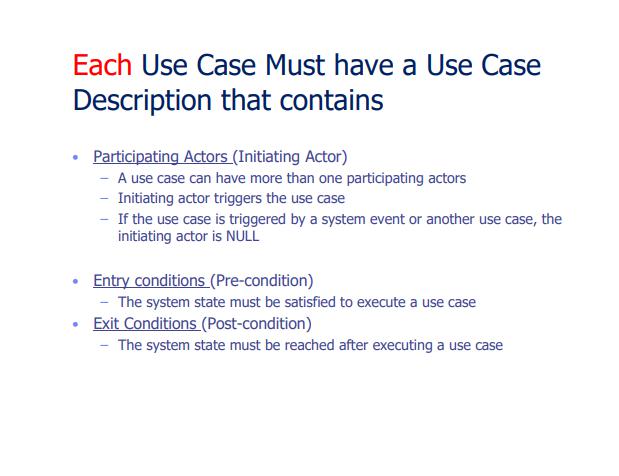 Each Use Case Must have a Use Case
Description that contains
• Participating Actors (Initiating Actor)
– A use case can have more than one participating actors
– Initiating actor triggers the use case
– If the use case is triggered by a system event or another use case, the
initiating actor is NULL
• Entry conditions (Pre-condition)
– The system state must be satisfied to execute a use case
• Exit Conditions (Post-condition)
– The system state must be reached after executing a use case